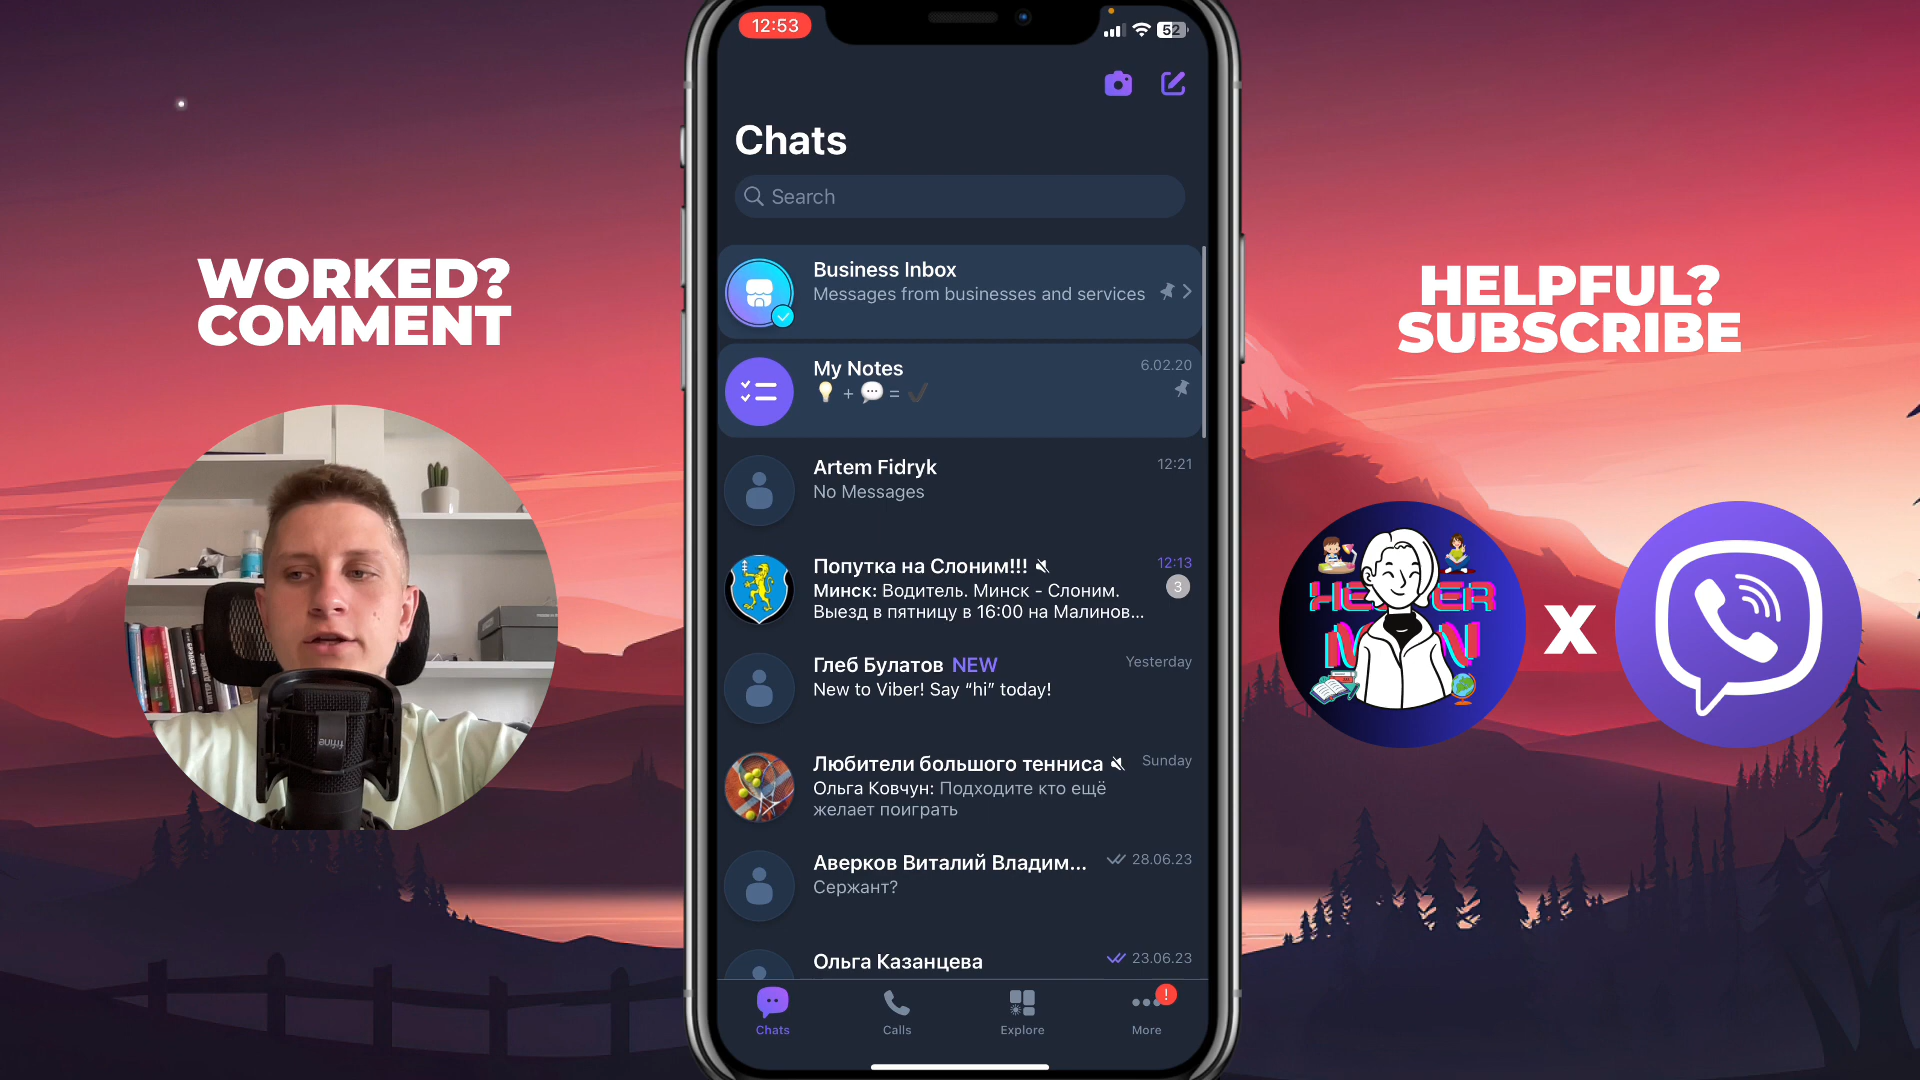 WORKED?
COMMENT
12:53
52
Chats
Search
Business Inbox
Messages from businesses and services
My Notes
6.02.20
+ =
Artem Fidryk
12:21
No Messages
Попутка на Слоним!!!
12:13
Минск: Водитель. Минск - Слоним.
3
Выезд в пятницу в 16:00 на Малинов...
Глеб Булатов NEW
Yesterday
New to Viber! Say “hi” today!
Любители большого тенниса
Sunday
Ольга Ковчун: Подходите кто ещё
желает поиграть
Аверков Виталий Владим...
28.06.23
Сержант?
Ольга Казанцева
23.06.23
!
Chats
Calls
Explore
More
HELPFUL?
SUBSCRIBE
X
fifine